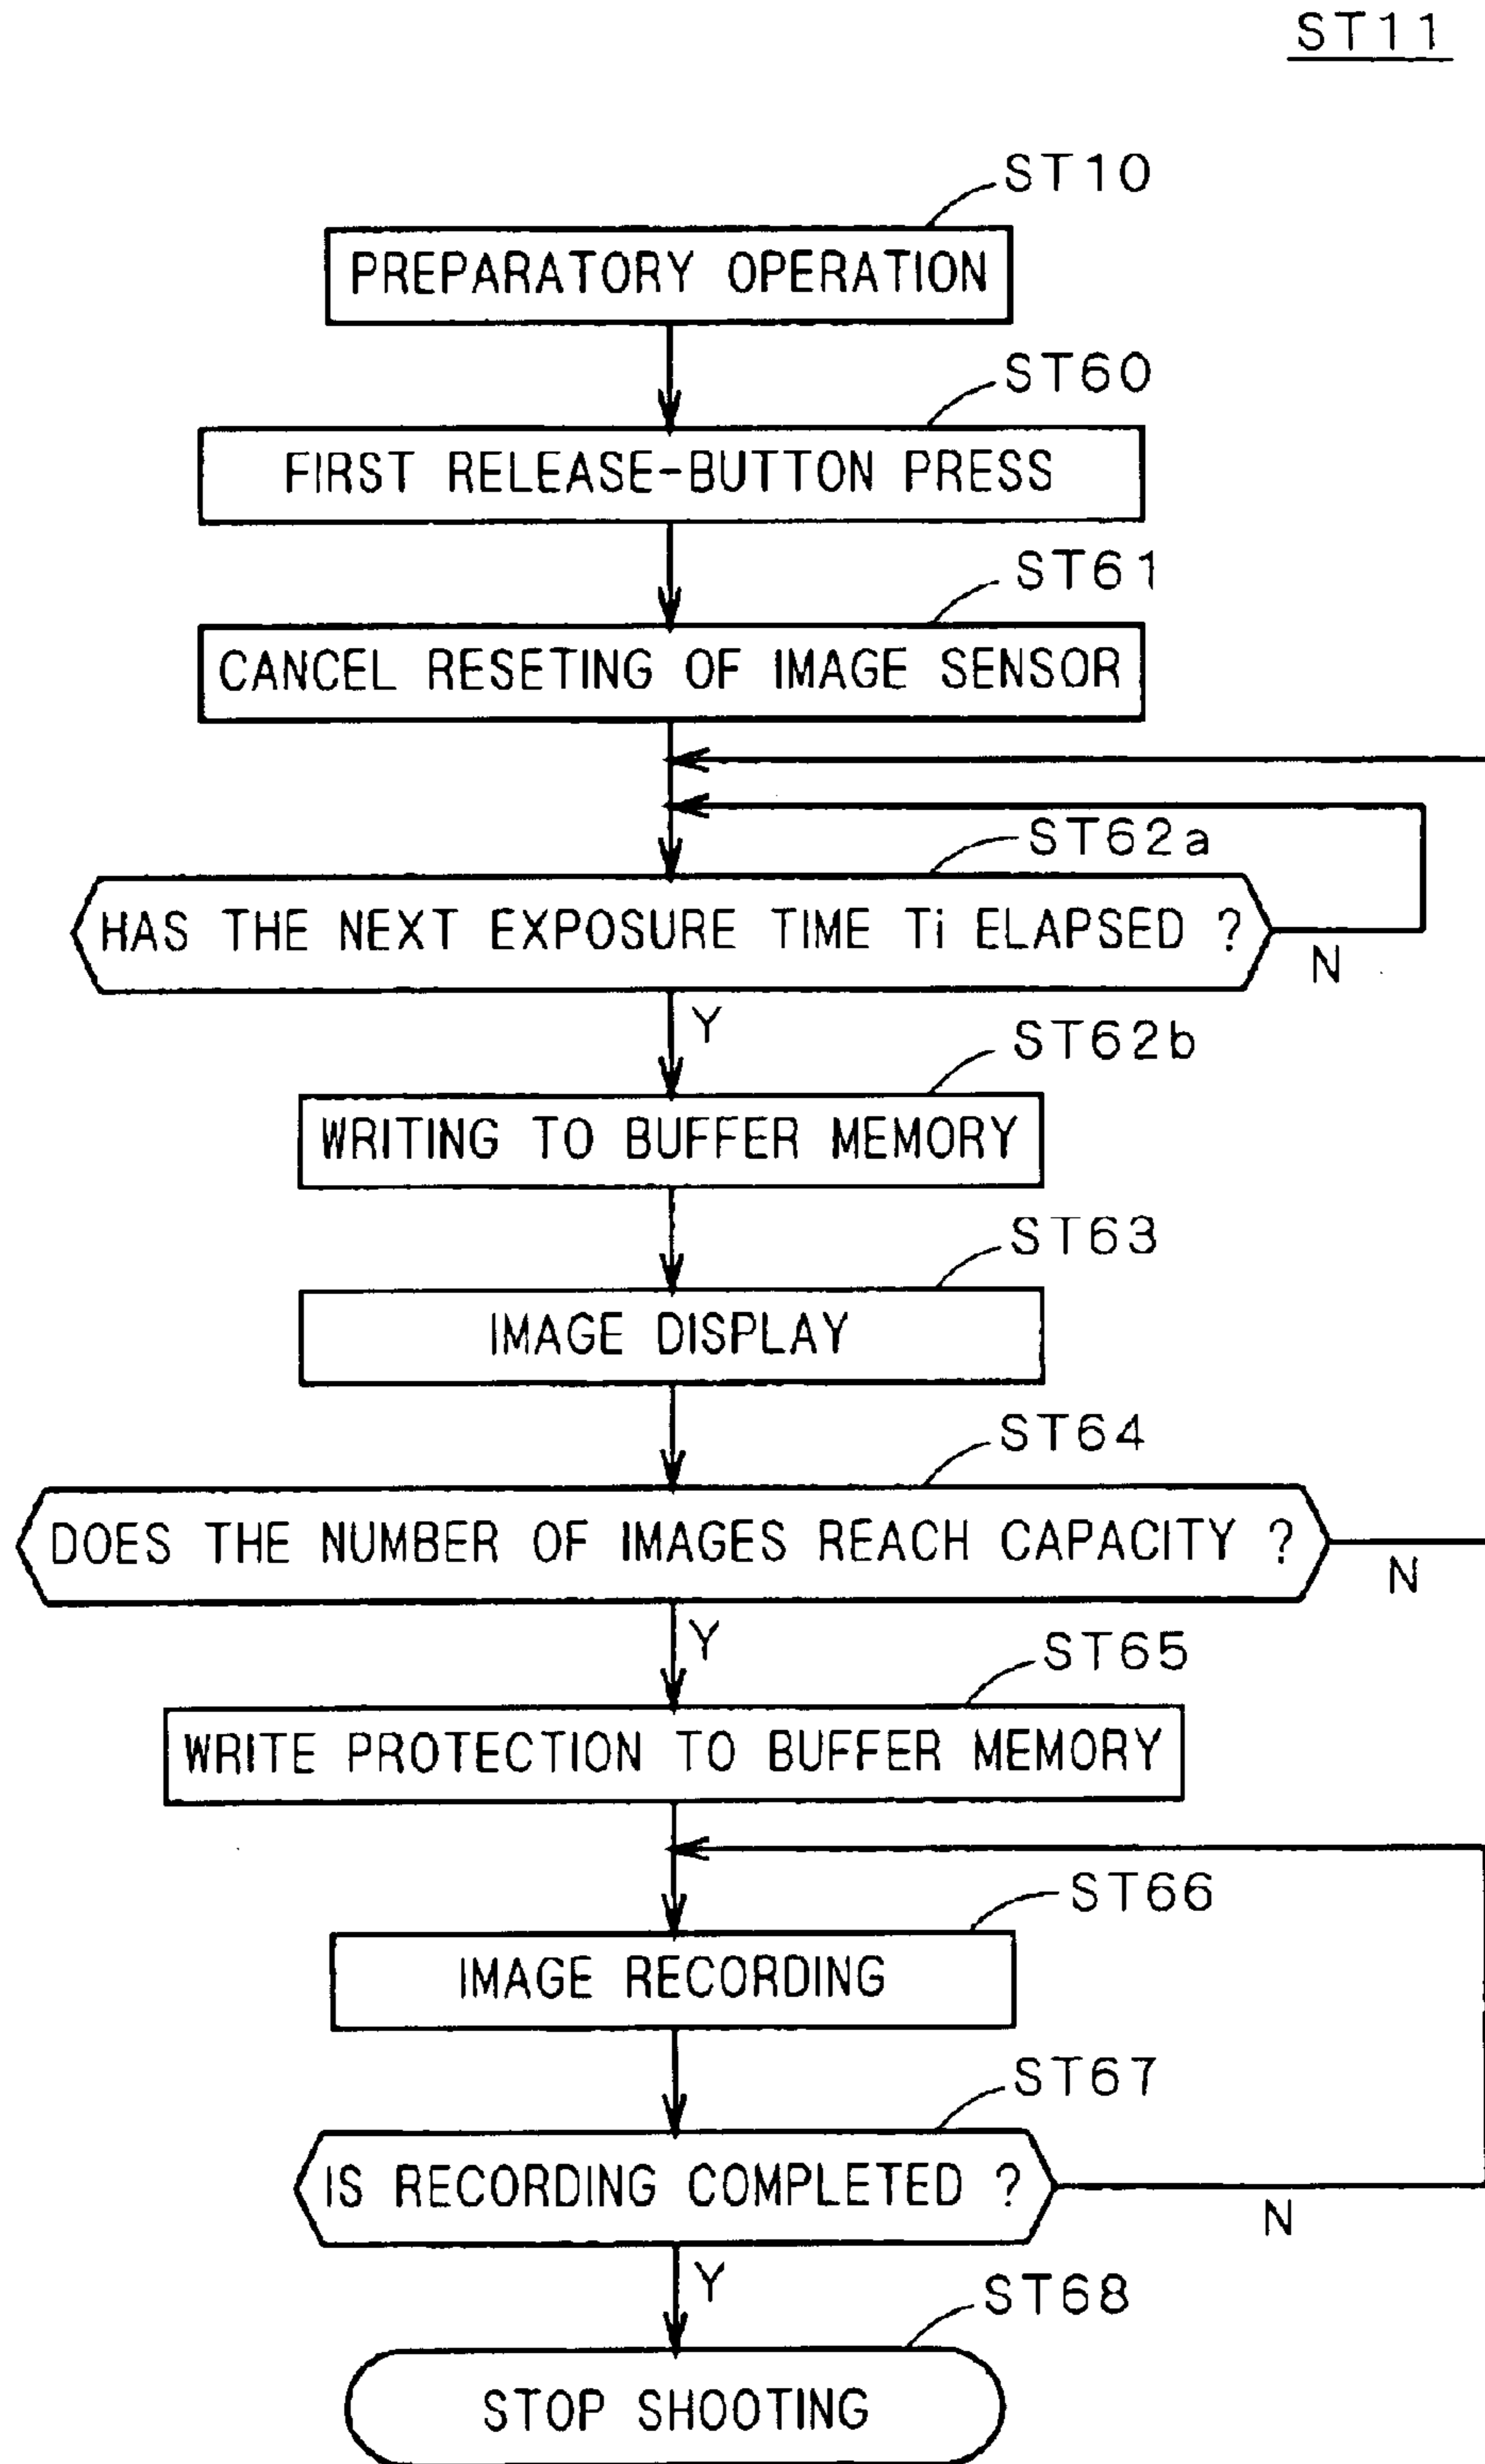 ST11
ST10
PREPARATORY OPERATION
ST60
FIRST RELEASE-BUTTON PRESS
ST61
CANCEL RESETING OF IMAGE SENSOR
ST62a
HAS THE NEXT EXPOSURE TIME Ti ELAPSED ?
N
Y
ST62b
WRITING TO BUFFER MEMORY
ST63
IMAGE DISPLAY
ST64
DOES THE NUMBER OF IMAGES REACH CAPACITY ?
N
Y
ST65
WRITE PROTECTION TO BUFFER MEMORY
ST66
IMAGE RECORDING
ST67
IS RECORDING COMPLETED ?
N
Y
ST68
STOP SHOOTING